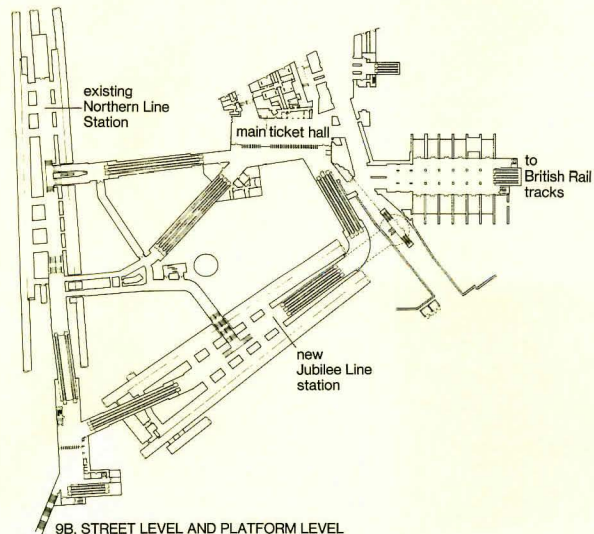 existing
Northern Line
Station
main ticket hall
to
British Rail
tracks
new
Jubilee Line
station
9B. STREET LEVEL AND PLATFORM LEVEL